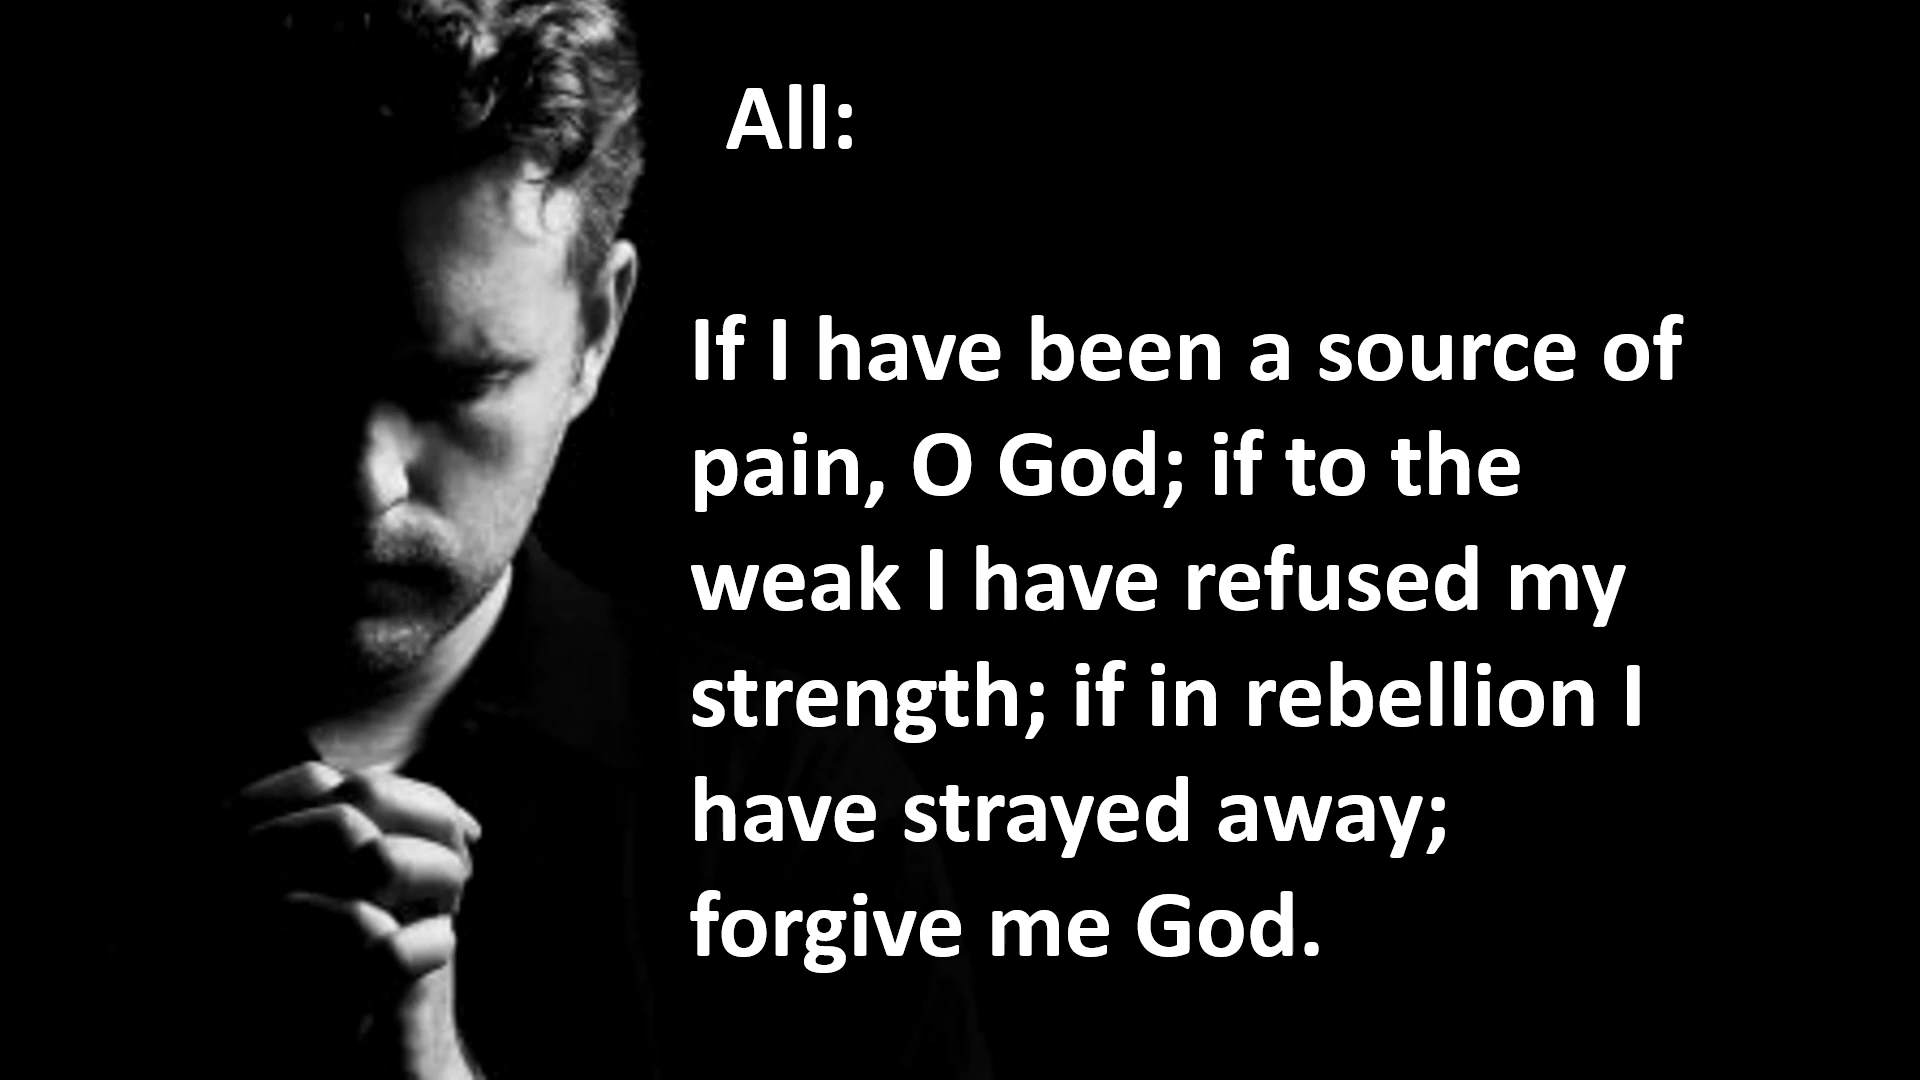 All:
If I have been a source of
pain, O God; if to the
weak I have refused my
strength; if in rebellion I
have strayed away;
forgive me God.